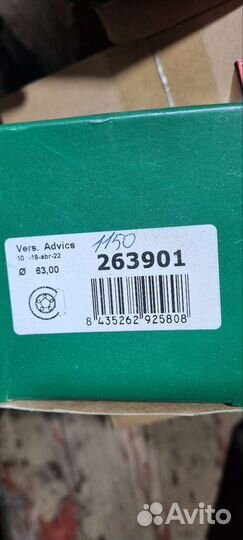 Vers. Advics
1150
10 -19-abr-22
263901
Ø 63,00
8 435262 925808
Avito